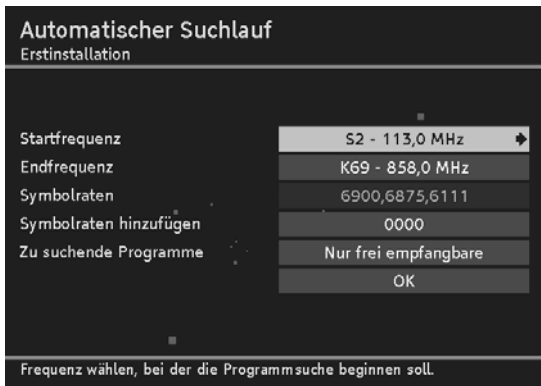 Automatischer Suchlauf
Erstinstallation
Startfrequenz S2 - 113,0 MHz
Endfrequenz K69 - 858,0 MHz
Symbolraten 6900,6875,6111
Symbolraten hinzufügen 0000
Zu suchende Programme Nur frei empfangbare
OK
Frequenz wählen, bei der die Programmsuche beginnen soll.